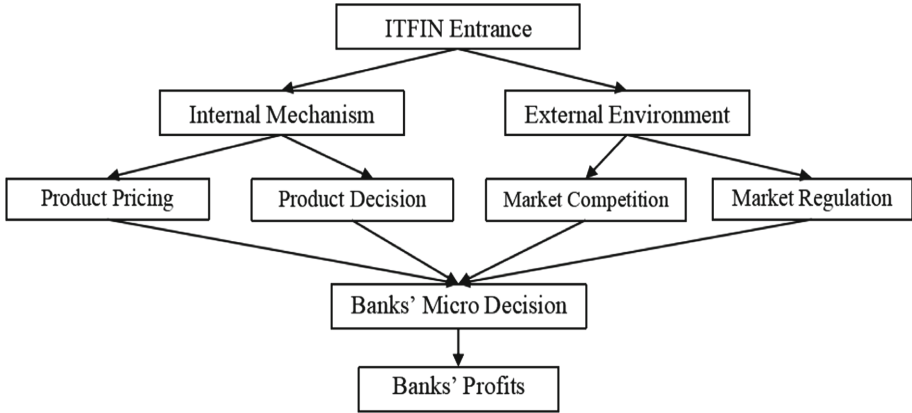 ITFIN Entrance
Internal Mechanism
External Environment
Product Pricing
Product Decision
Market Competition
Market Regulation
Banks’ Micro Decision
Banks’ Profits